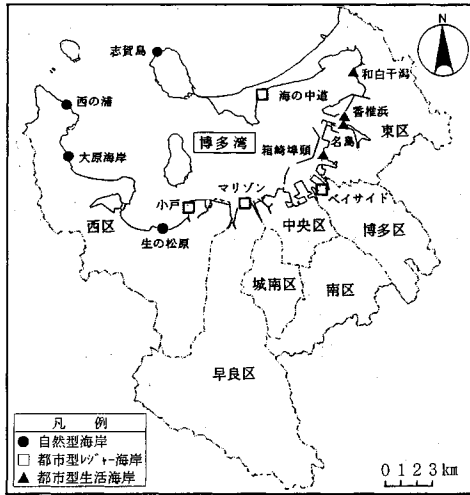 志賀島
和白干潟
西の浦
海の中道
香椎浜
東区
博多湾
箱崎埠頭
名島
大原海岸
マリゾン
小戸
ベイサイド
西区
中央区
博多区
生の松原
城南区
南区
早良区
凡 例
● 自然型海岸
□ 都市型レジャー海岸
▲ 都市型生活海岸
0 1 2 3 km
N